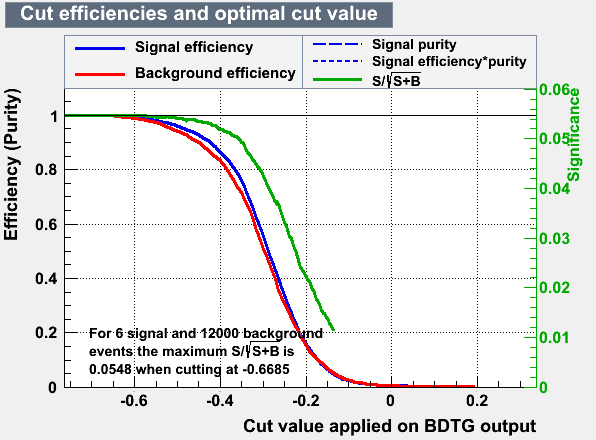 Cut efficiencies and optimal cut value
Signal efficiency
Background efficiency
Signal purity
Signal efficiency*purity
S/√S+B
Efficiency (Purity)
1
0.8
0.6
0.4
0.2
0
0.06
0.05
0.04
0.03
0.02
0.01
0
Significance
For 6 signal and 12000 background
events the maximum S/√S+B is
0.0548 when cutting at -0.6685
-0.6 -0.4 -0.2 0 0.2
Cut value applied on BDTG output